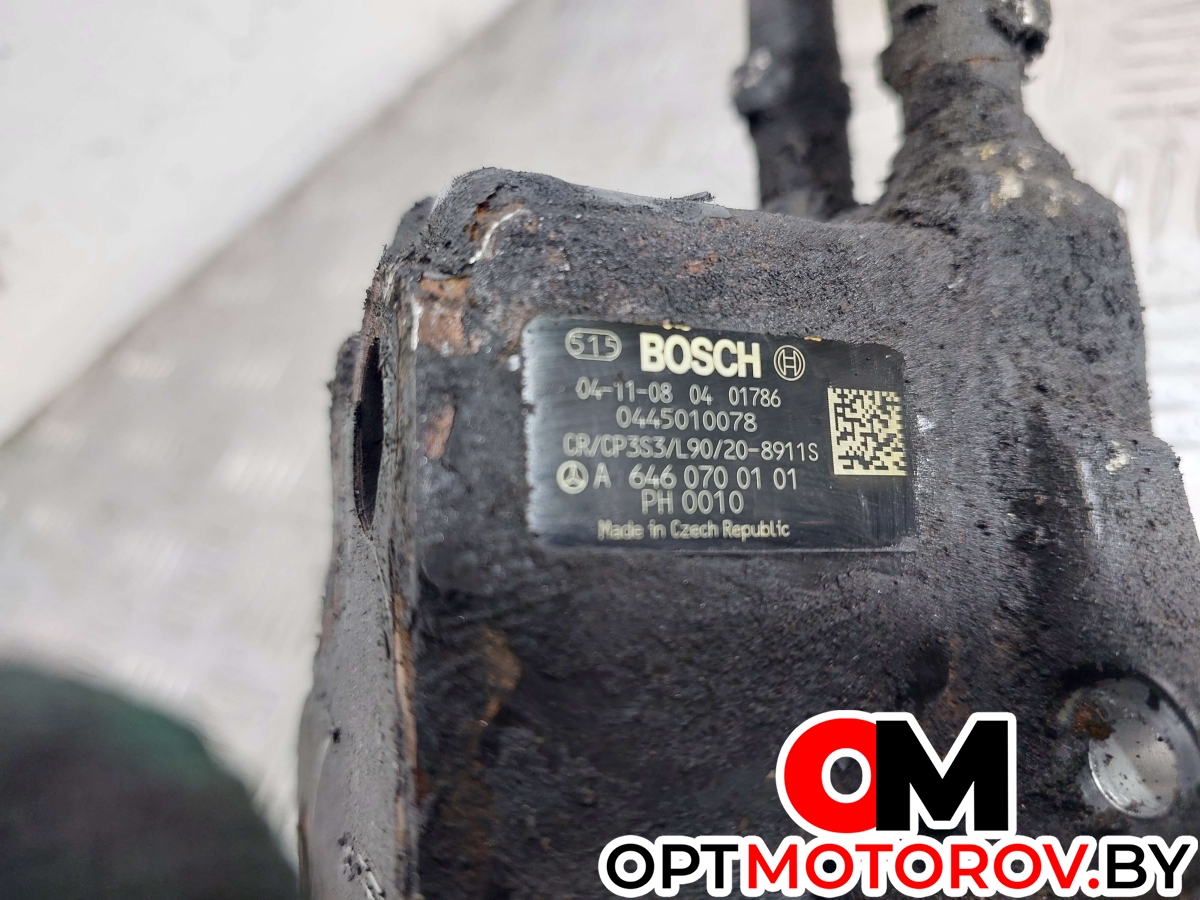 515 BOSCH
04-11-08 04 01786
0445010078
CR/CP3S3/L90/20-8911S
A 646 070 01 01
PH 0010
Made in Czech Republic
OM
OPTMOTOROV.BY